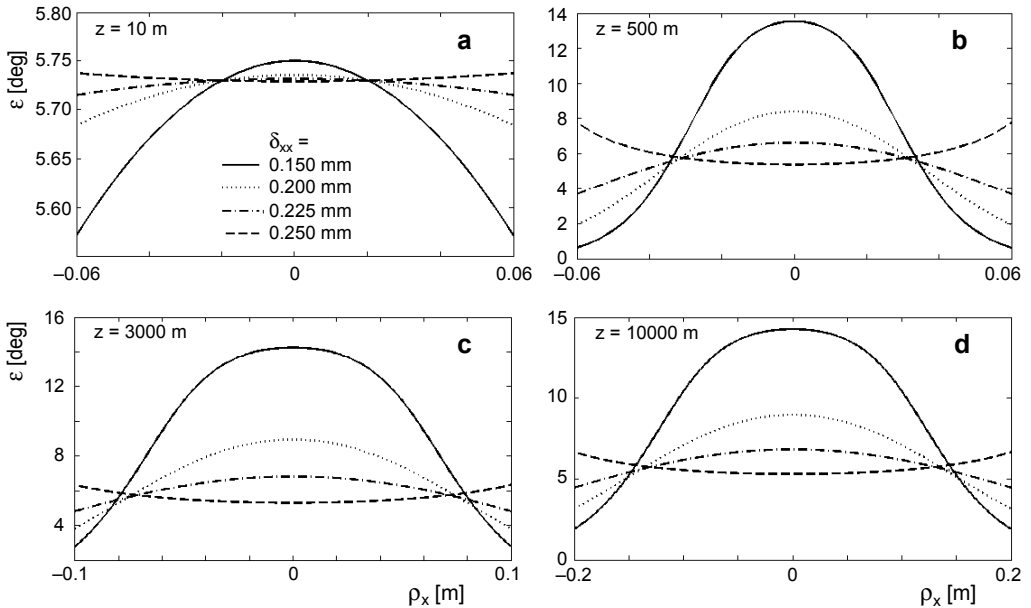 z = 10 m
a
ε [deg]
5.80
5.75
5.70
5.65
5.60
δxx =
0.150 mm
0.200 mm
0.225 mm
0.250 mm
–0.06
0
0.06
z = 500 m
b
14
12
10
8
6
4
2
0
–0.06
0
0.06
z = 3000 m
c
ε [deg]
16
12
8
4
–0.1
0
0.1
ρx [m]
z = 10000 m
d
15
10
5
0
–0.2
0
0.2
ρx [m]